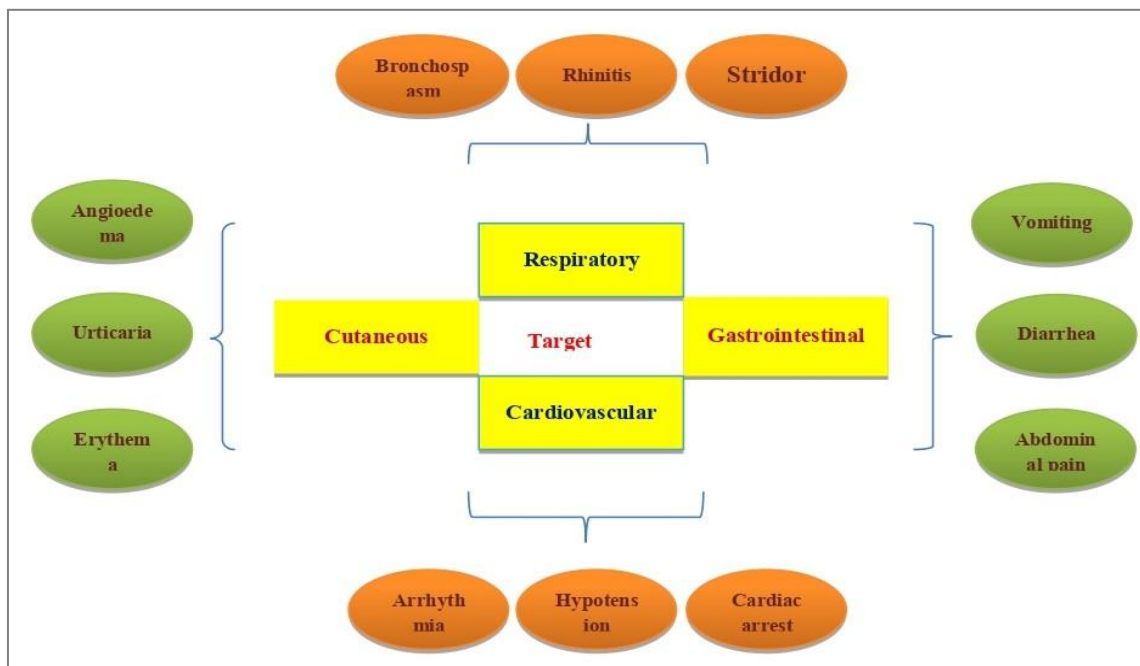 Bronchosp
asm
Rhinitis
Stridor
Angioede
ma
Vomiting
Respiratory
Urticaria
Cutaneous
Target
Gastrointestinal
Diarrhea
Cardiovascular
Erythem
a
Abdomin
al pain
Arrhyth
mia
Hypotens
ion
Cardiac
arrest